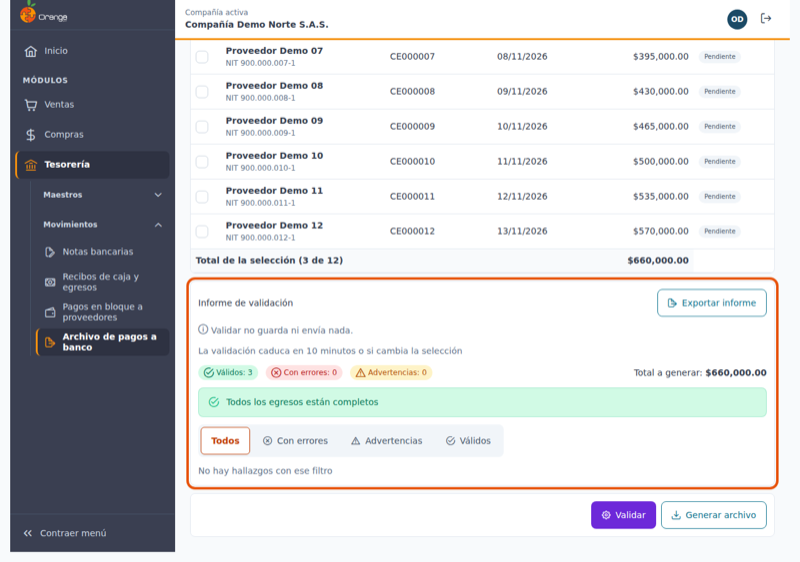 Orange
Compañía activa
Compañía Demo Norte S.A.S.
OD
Inicio
MÓDULOS
Ventas
Compras
Tesorería
Maestros
Movimientos
Notas bancarias
Recibos de caja y
egresos
Pagos en bloque a
proveedores
Archivo de pagos a
banco
Contraer menú
Proveedor Demo 07
NIT 900.000.007-1
CE000007
08/11/2026
$395,000.00
Pendiente
Proveedor Demo 08
NIT 900.000.008-1
CE000008
09/11/2026
$430,000.00
Pendiente
Proveedor Demo 09
NIT 900.000.009-1
CE000009
10/11/2026
$465,000.00
Pendiente
Proveedor Demo 10
NIT 900.000.010-1
CE000010
11/11/2026
$500,000.00
Pendiente
Proveedor Demo 11
NIT 900.000.011-1
CE000011
12/11/2026
$535,000.00
Pendiente
Proveedor Demo 12
NIT 900.000.012-1
CE000012
13/11/2026
$570,000.00
Pendiente
Total de la selección (3 de 12) $660,000.00
Informe de validación
Exportar informe
Validar no guarda ni envía nada.
La validación caduca en 10 minutos o si cambia la selección
Válidos: 3
Con errores: 0
Advertencias: 0
Total a generar: $660,000.00
Todos los egresos están completos
Todos
Con errores
Advertencias
Válidos
No hay hallazgos con ese filtro
Validar
Generar archivo